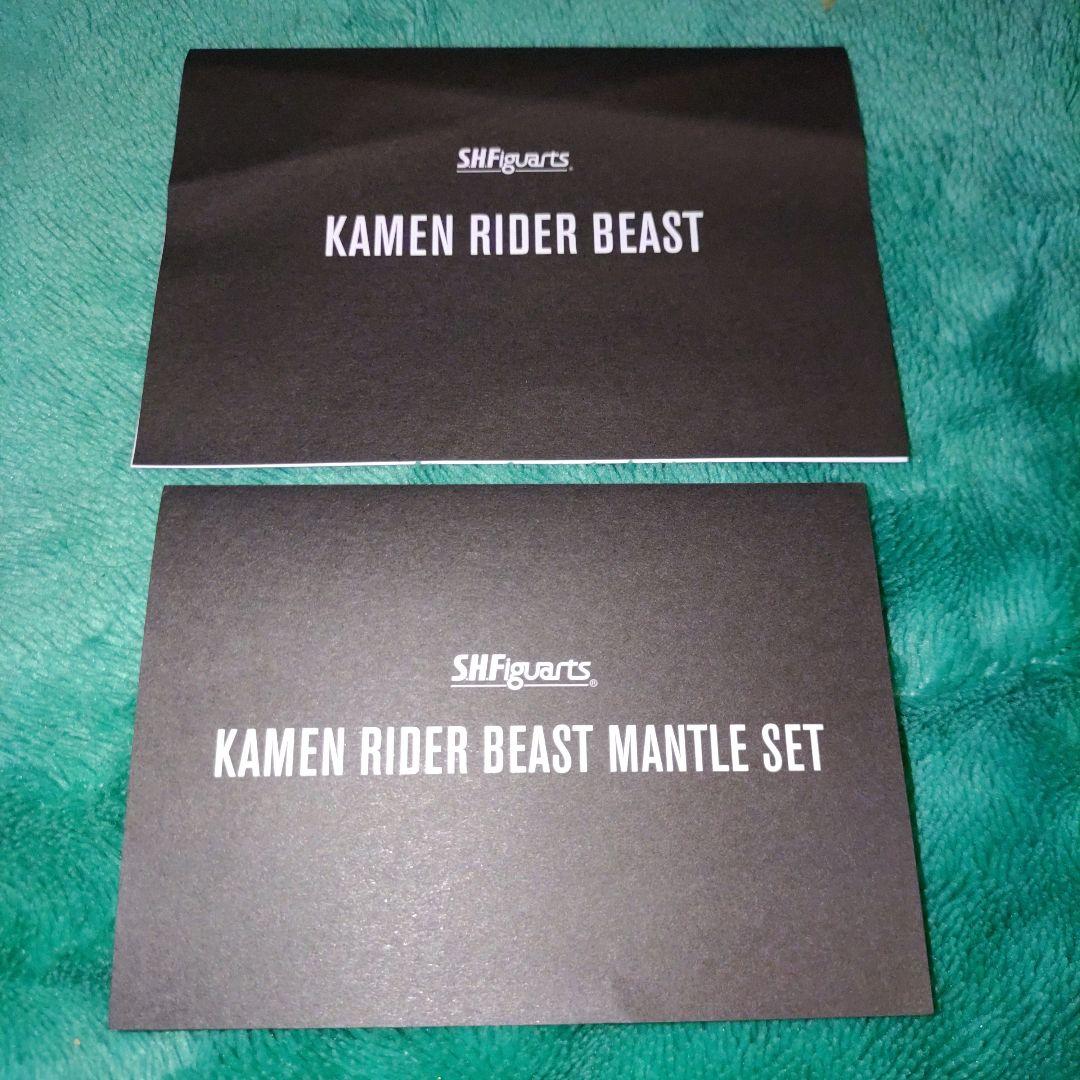 S.H.Figuarts
KAMEN RIDER BEAST
S.H.Figuarts®
KAMEN RIDER BEAST MANTLE SET